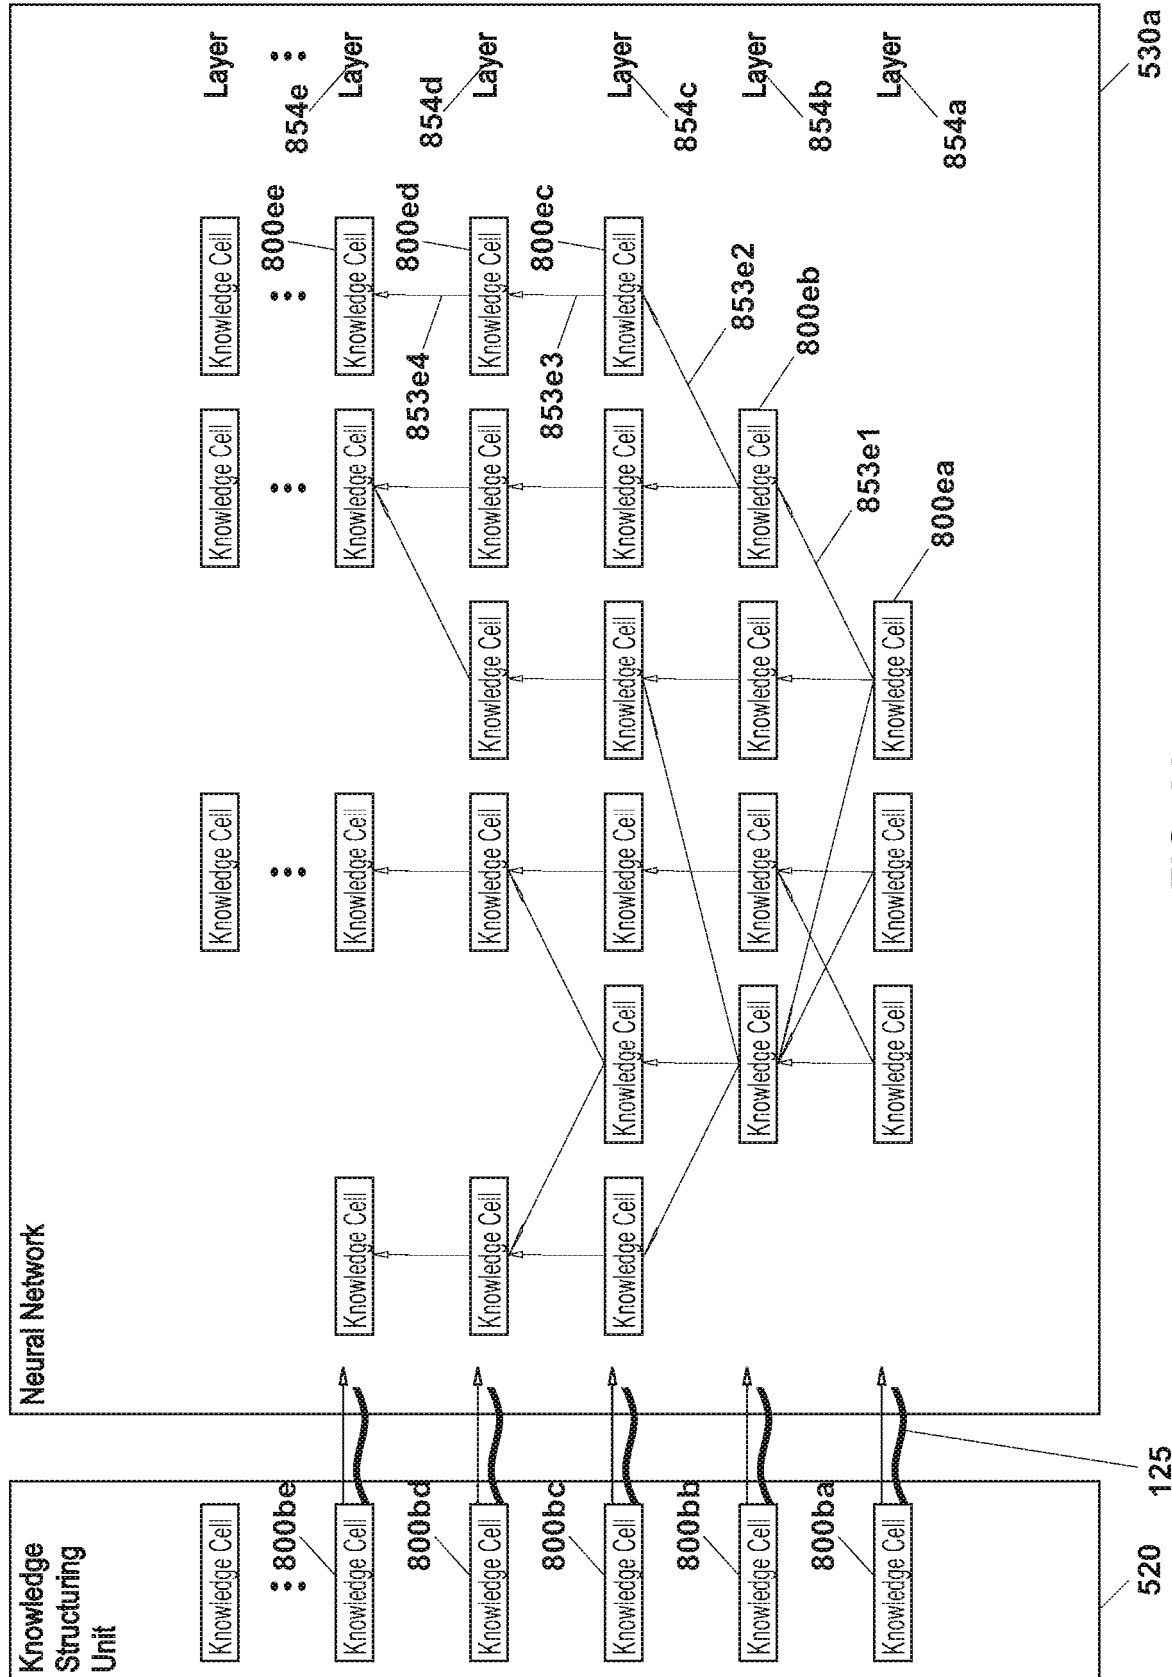 Knowledge
Structuring
Unit
Neural Network
Knowledge Cell
Knowledge Cell Knowledge Cell Knowledge Cell Layer
800be 800ee 854e
Knowledge Cell
Knowledge Cell Knowledge Cell Knowledge Cell Knowledge Cell Layer
800bd 853e4 800ed 854d
Knowledge Cell
Knowledge Cell Knowledge Cell Knowledge Cell Knowledge Cell Knowledge Cell Layer
800bc 853e3 800ec
Knowledge Cell
Knowledge Cell Knowledge Cell Knowledge Cell Knowledge Cell Knowledge Cell Knowledge Cell Layer
800bb 854c
853e2
Knowledge Cell
Knowledge Cell Knowledge Cell Knowledge Cell Knowledge Cell Layer
800eb
800ba 854b
853e1
Knowledge Cell
Knowledge Cell Knowledge Cell Knowledge Cell Layer
800ea 854a
520 125 530a